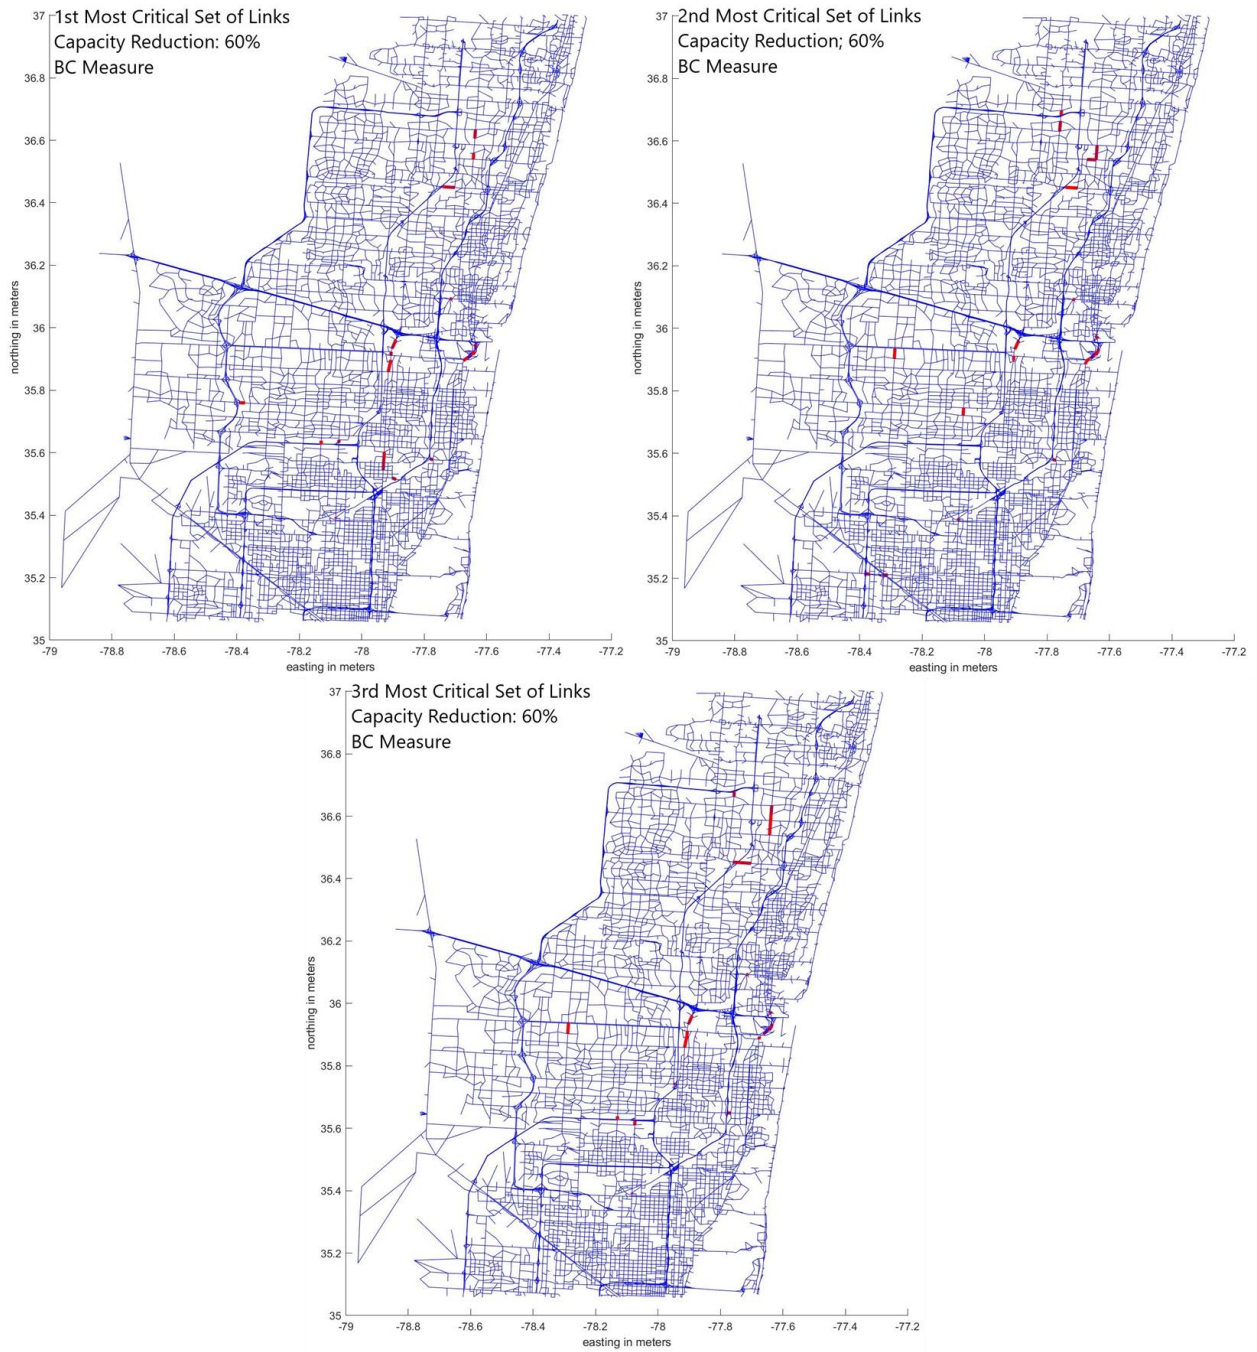 1st Most Critical Set of Links
Capacity Reduction: 60%
BC Measure
37
36.8
36.6
36.4
36.2
36
35.8
35.6
35.4
35.2
35
northing in meters
-79 -78.8 -78.6 -78.4 -78.2 -78 -77.8 -77.6 -77.4 -77.2
easting in meters
2nd Most Critical Set of Links
Capacity Reduction; 60%
BC Measure
37
36.8
36.6
36.4
36.2
36
35.8
35.6
35.4
35.2
35
northing in meters
-79 -78.8 -78.6 -78.4 -78.2 -78 -77.8 -77.6 -77.4 -77.2
easting in meters
3rd Most Critical Set of Links
Capacity Reduction: 60%
BC Measure
37
36.8
36.6
36.4
36.2
36
35.8
35.6
35.4
35.2
35
northing in meters
-79 -78.8 -78.6 -78.4 -78.2 -78 -77.8 -77.6 -77.4 -77.2
easting in meters